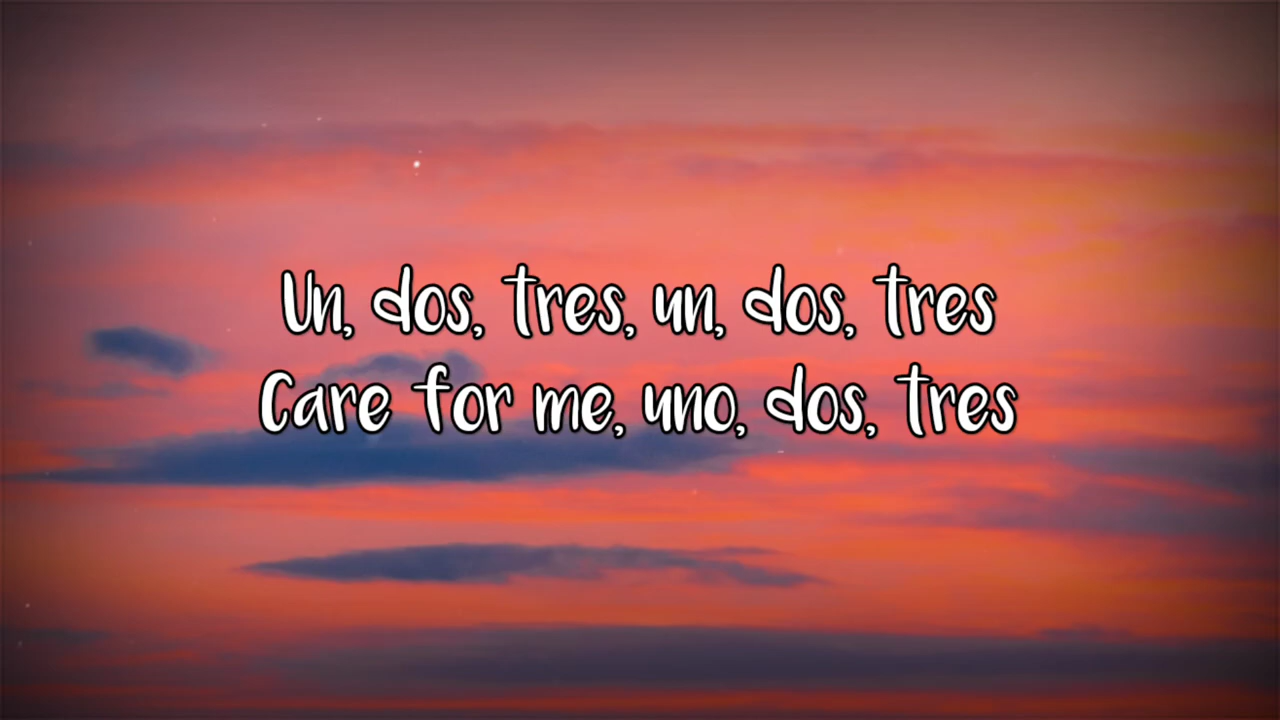 Un, dos, tres, un, dos, tres
Care for me, uno, dos, tres